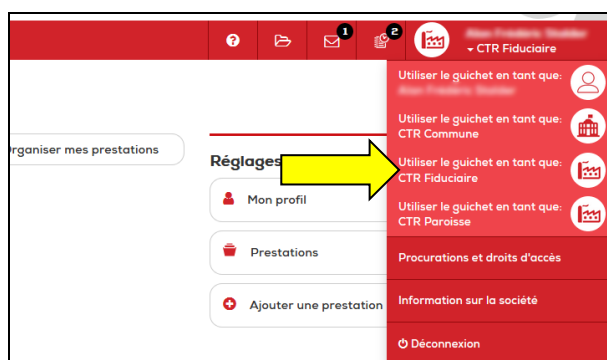 1
2
CTR Fiduciaire
Utiliser le guichet en tant que:
Utiliser le guichet en tant que:
CTR Commune
Utiliser le guichet en tant que:
CTR Fiduciaire
Utiliser le guichet en tant que:
CTR Paroisse
Procurations et droits d'accès
Information sur la société
Déconnexion
rganiser mes prestations
Réglages
Mon profil
Prestations
Ajouter une prestation